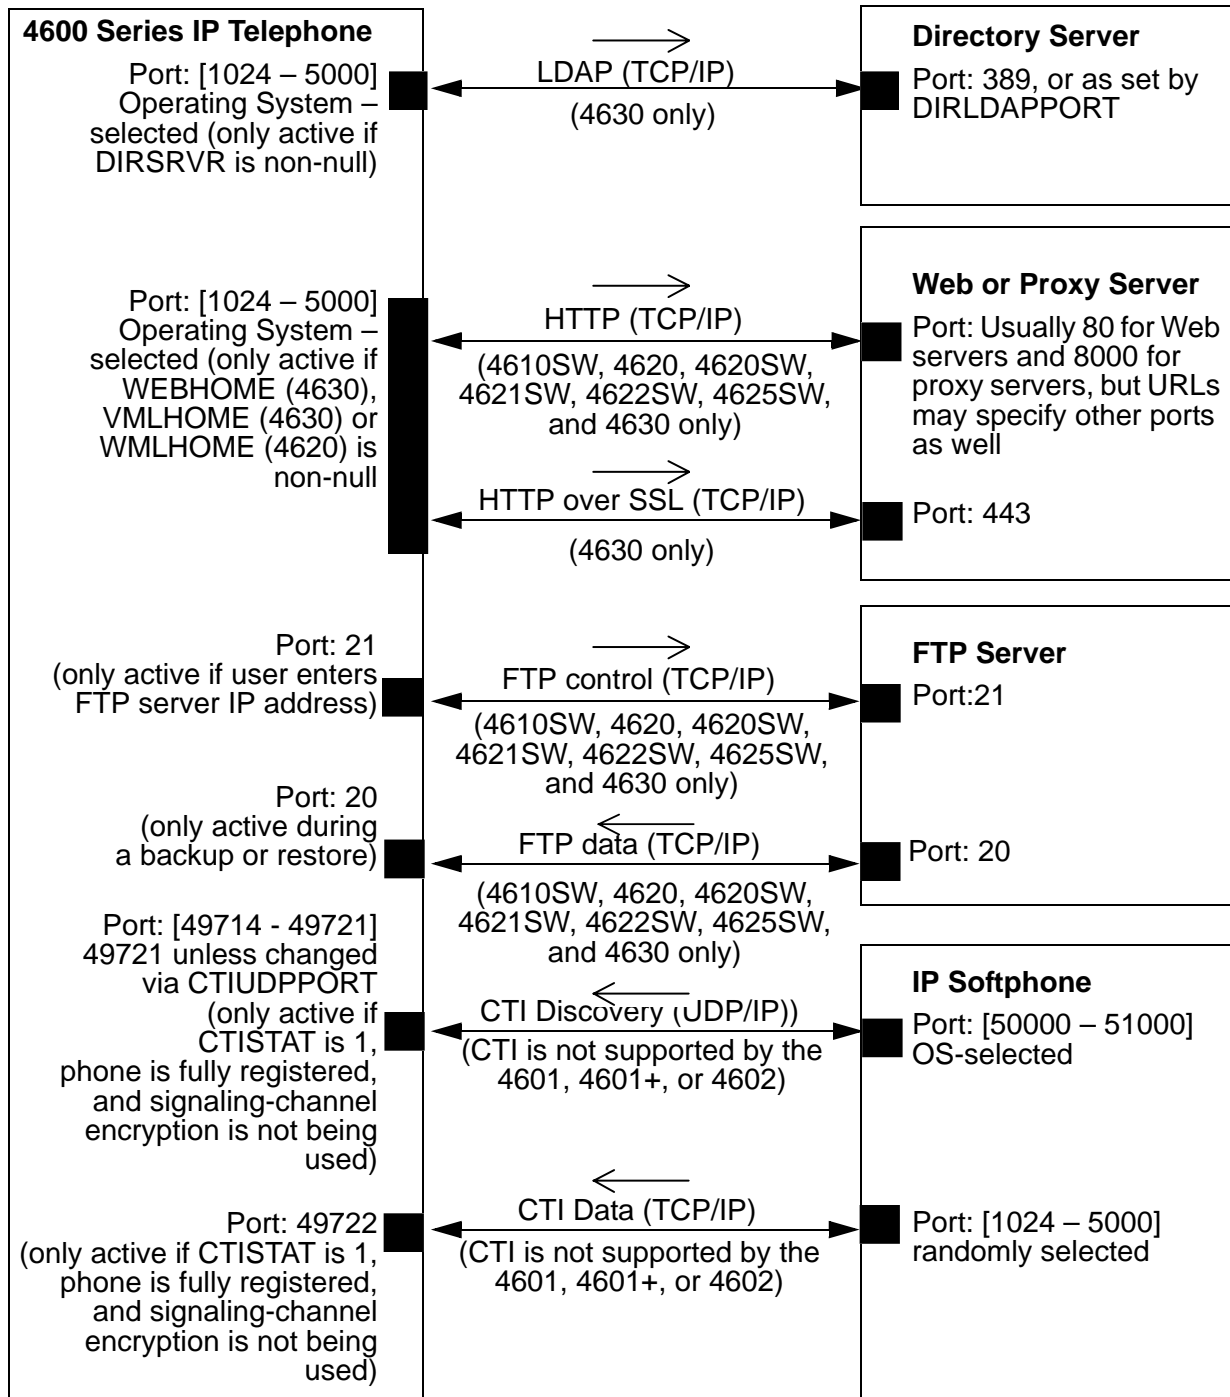 4600 Series IP Telephone
Port: [1024 – 5000]
Operating System –
selected (only active if
DIRSRVR is non-null)
LDAP (TCP/IP)
(4630 only)
Directory Server
Port: 389, or as set by
DIRLDAPPORT
Port: [1024 – 5000]
Operating System –
selected (only active if
WEBHOME (4630),
VMLHOME (4630) or
WMLHOME (4620) is
non-null
HTTP (TCP/IP)
(4610SW, 4620, 4620SW,
4621SW, 4622SW, 4625SW,
and 4630 only)
HTTP over SSL (TCP/IP)
(4630 only)
Web or Proxy Server
Port: Usually 80 for Web
servers and 8000 for
proxy servers, but URLs
may specify other ports
as well
Port: 443
Port: 21
(only active if user enters
FTP server IP address)
FTP control (TCP/IP)
(4610SW, 4620, 4620SW,
4621SW, 4622SW, 4625SW,
and 4630 only)
FTP Server
Port:21
Port: 20
(only active during
a backup or restore)
FTP data (TCP/IP)
(4610SW, 4620, 4620SW,
4621SW, 4622SW, 4625SW,
and 4630 only)
Port: 20
Port: [49714 - 49721]
49721 unless changed
via CTIUDPPORT
(only active if
CTISTAT is 1,
phone is fully registered,
and signaling-channel
encryption is not being
used)
CTI Discovery (UDP/IP))
(CTI is not supported by the
4601, 4601+, or 4602)
IP Softphone
Port: [50000 – 51000]
OS-selected
Port: 49722
(only active if CTISTAT is 1,
phone is fully registered,
and signaling-channel
encryption is not being
used)
CTI Data (TCP/IP)
(CTI is not supported by the
4601, 4601+, or 4602)
Port: [1024 – 5000]
randomly selected